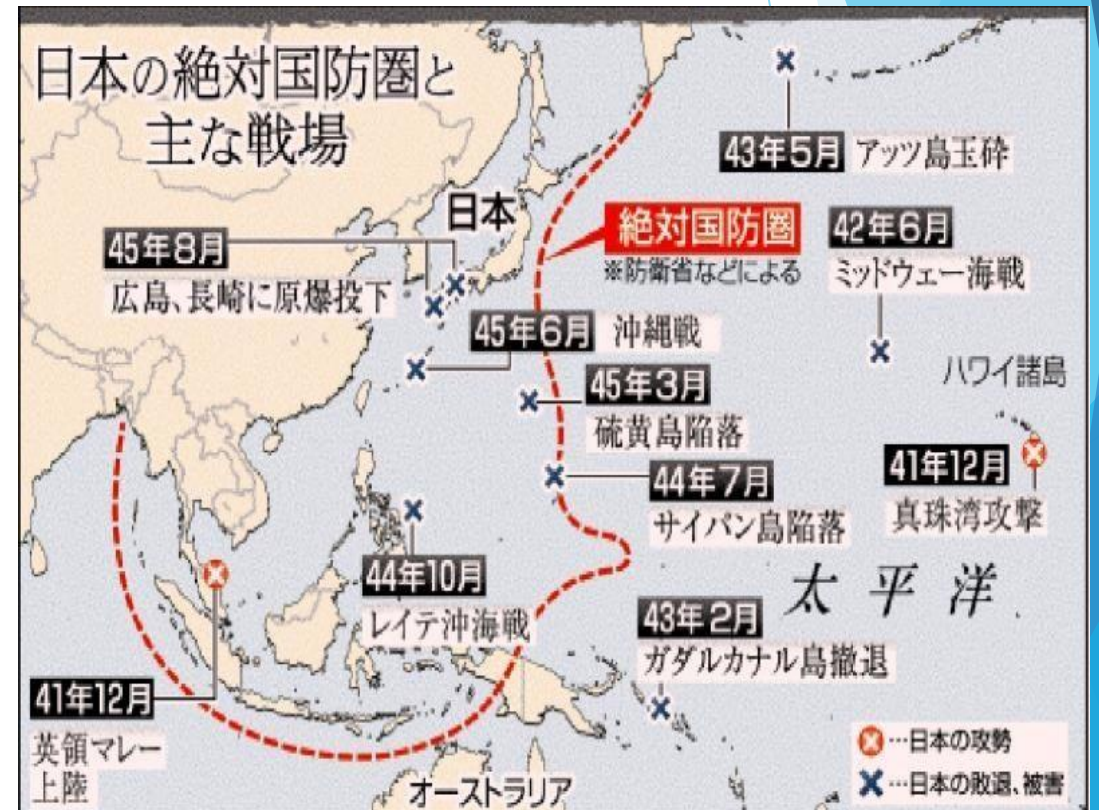 日本の絶対国防圏と
主な戦場
43年5月 アッツ島玉砕
日本
絶対国防圏
※防衛省などによる
42年6月
ミッドウェー海戦
45年8月
広島、長崎に原爆投下
45年6月 沖縄戦
45年3月
硫黄島陥落
ハワイ諸島
41年12月
真珠湾攻撃
44年7月
サイパン島陥落
44年10月
レイテ沖海戦
太平洋
43年2月
ガダルカナル島撤退
41年12月
英領マレー
上陸
オーストラリア
…日本の攻勢
…日本の敗退、被害